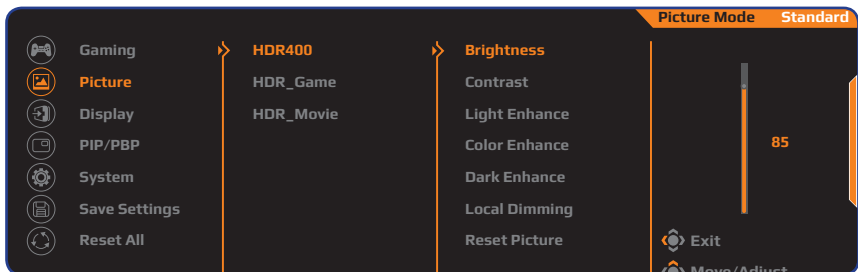 Picture Mode Standard
Gaming HDR400 Brightness
Picture HDR_Game Contrast
Display HDR_Movie Light Enhance
PIP/PBP Color Enhance
85
System Dark Enhance
Save Settings Local Dimming
Reset All Reset Picture Exit
Move/Adjust